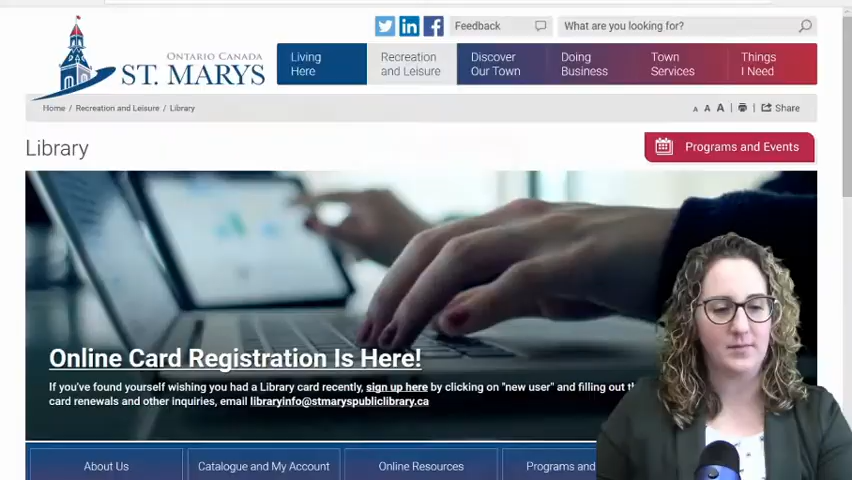 Feedback
What are you looking for?
ONTARIO CANADA
ST. MARYS
Living
Here
Recreation
and Leisure
Discover
Our Town
Doing
Business
Town
Services
Things
I Need
Home / Recreation and Leisure / Library
A A A | | Share
Library
Programs and Events
Online Card Registration Is Here!
If you've found yourself wishing you had a Library card recently, sign up here by clicking on "new user" and filling out
card renewals and other inquiries, email libraryinfo@stmaryspubliclibrary.ca
About Us
Catalogue and My Account
Online Resources
Programs and